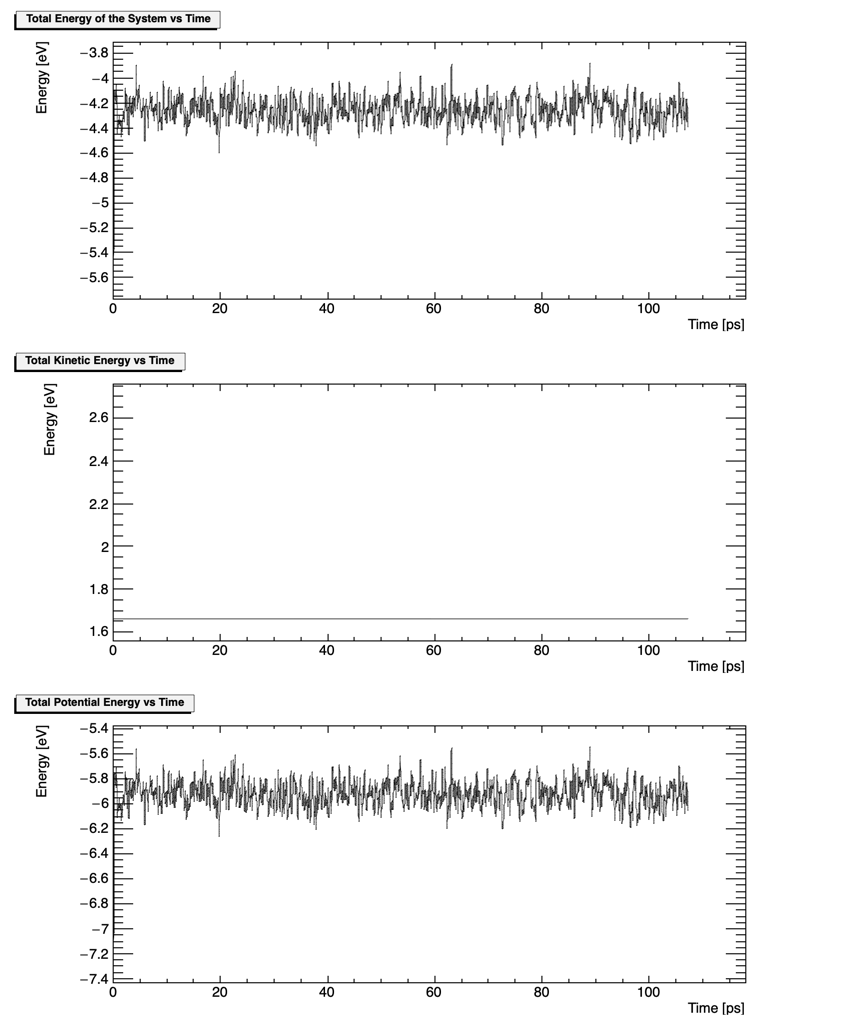 Total Energy of the System vs Time
Energy [eV]
−3.8
−4
−4.2
−4.4
−4.6
−4.8
−5
−5.2
−5.4
−5.6
0 20 40 60 80 100
Time [ps]
Total Kinetic Energy vs Time
Energy [eV]
2.6
2.4
2.2
2
1.8
1.6
0 20 40 60 80 100
Time [ps]
Total Potential Energy vs Time
Energy [eV]
−5.4
−5.6
−5.8
−6
−6.2
−6.4
−6.6
−6.8
−7
−7.2
−7.4
0 20 40 60 80 100
Time [ps]